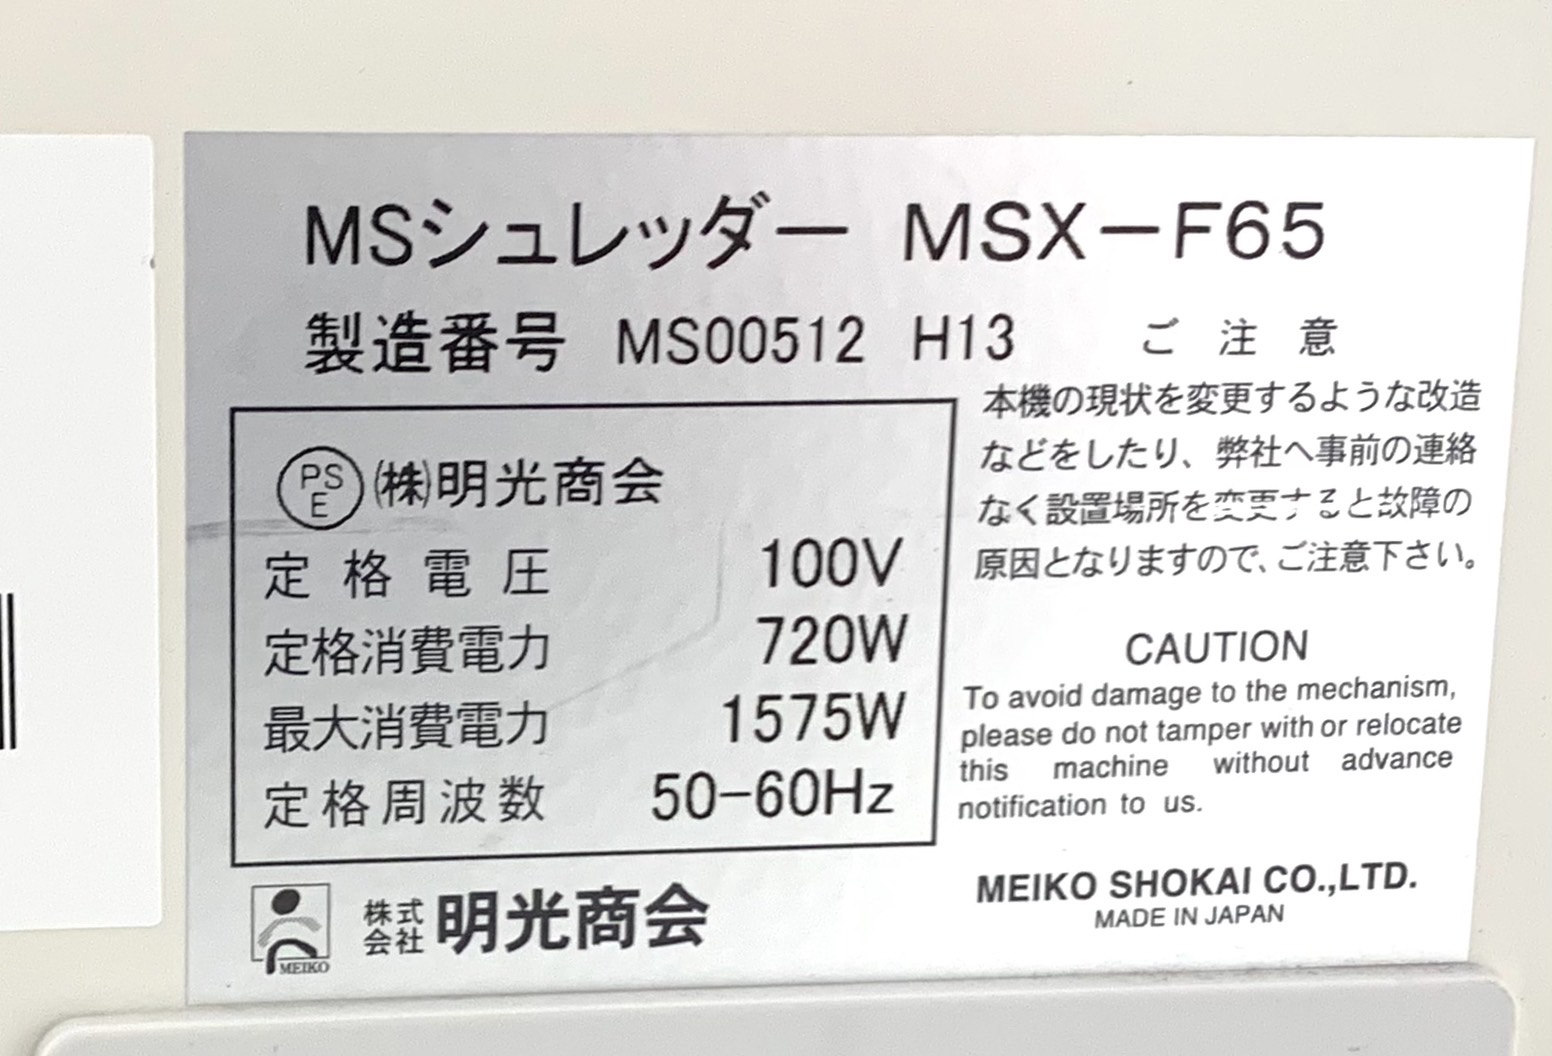 MSシュレッダー MSX-F65
製造番号 MS00512 H13
ご注意
本機の現状を変更するような改造
などをしたり、弊社へ事前の連絡
なく設置場所を変更すると故障の
原因となりますので、ご注意下さい。
PS
E
(株)明光商会
定格電圧 100V
定格消費電力 720W
最大消費電力 1575W
定格周波数 50-60Hz
CAUTION
To avoid damage to the mechanism,
please do not tamper with or relocate
this machine without advance
notification to us.
MEIKO
株式会社 明光商会
MEIKO SHOKAI CO.,LTD.
MADE IN JAPAN